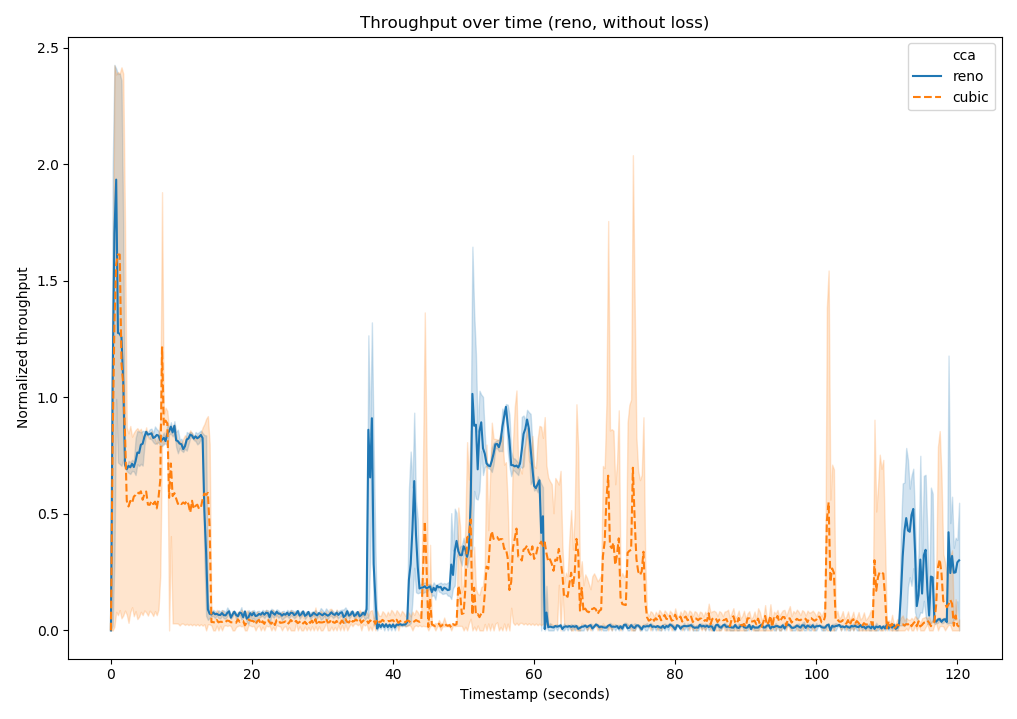 Throughput over time (reno, without loss)
cca
reno
cubic
Normalized throughput
2.5
2.0
1.5
1.0
0.5
0.0
0 20 40 60 80 100 120
Timestamp (seconds)